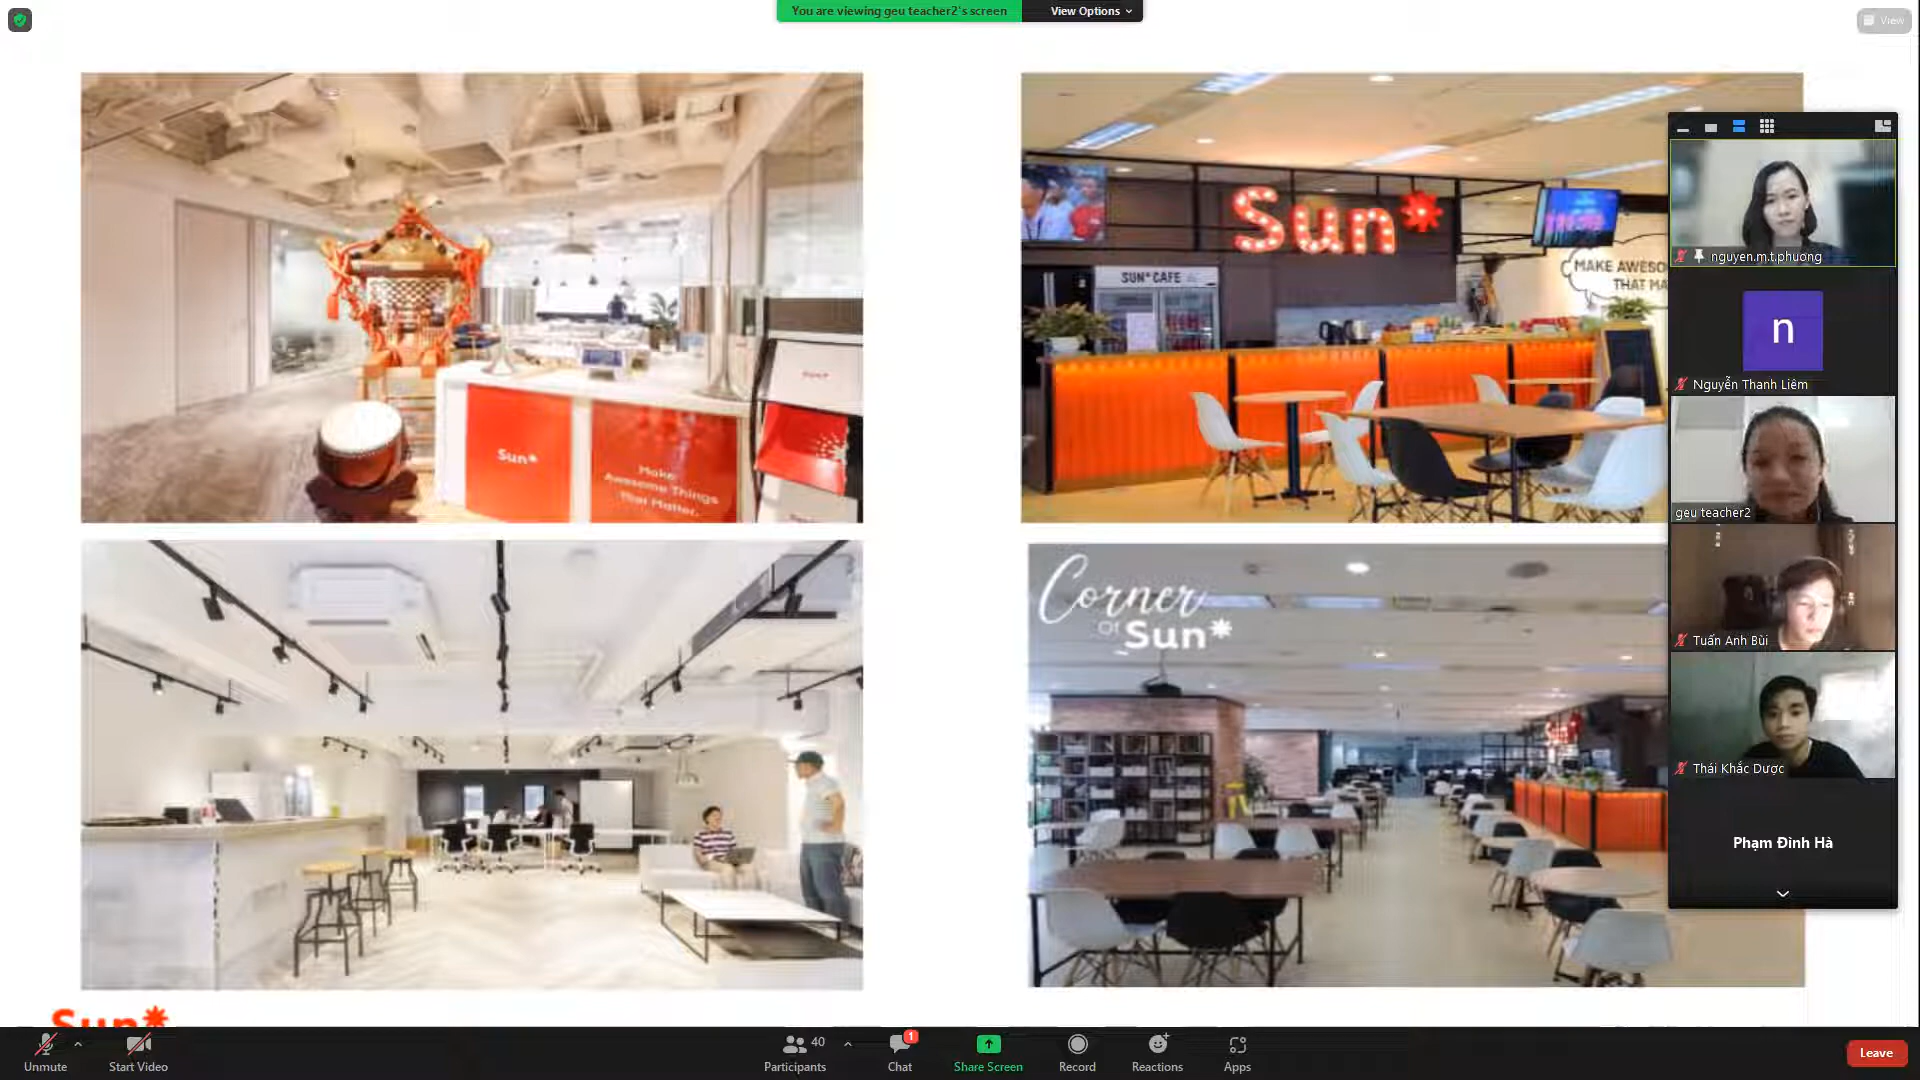 You are viewing geu teacher2's screen
View Options
View
Sun*
SUN* CAFE
MAKE AWESO
THAT MA
Sun*
Make
Awesome Things
That Matter.
Corner
of
Sun*
Sun*
nguyen.m.t.phuong
n
Nguyễn Thanh Liêm
geu teacher2
Tuấn Anh Bùi
Thái Khắc Dược
Phạm Đình Hà
Unmute
Start Video
40
Participants
1
Chat
Share Screen
Record
Reactions
Apps
Leave